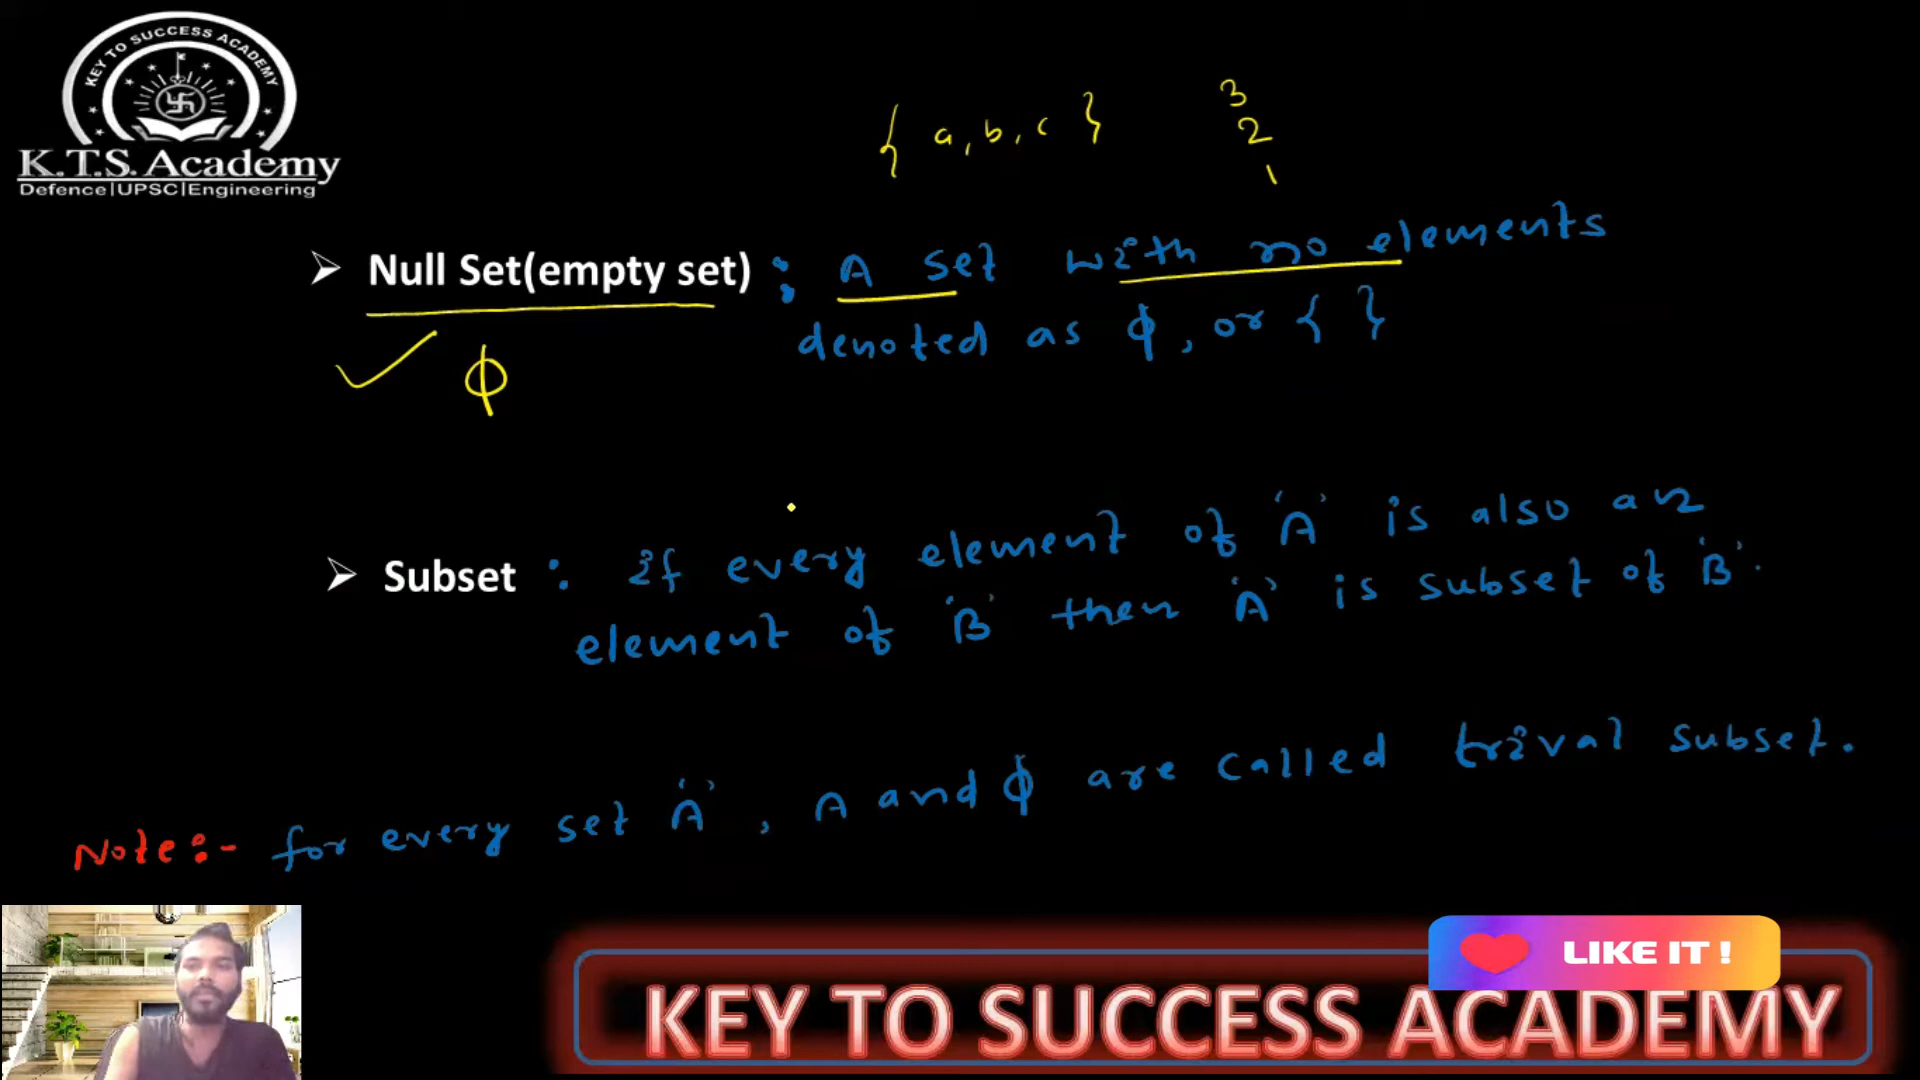 KEY TO SUCCESS ACADEMY
K.T.S. Academy
Defence|UPSC|Engineering
{ a, b, c }
3
2
1
➢ Null Set(empty set) : A set with no elements
denoted as ϕ, or { }
ϕ
➢ Subset : If every element of 'A' is also an
element of 'B' then 'A' is subset of 'B'.
Note:- for every set 'A', A and ϕ are called trival subset.
LIKE IT !
KEY TO SUCCESS ACADEMY